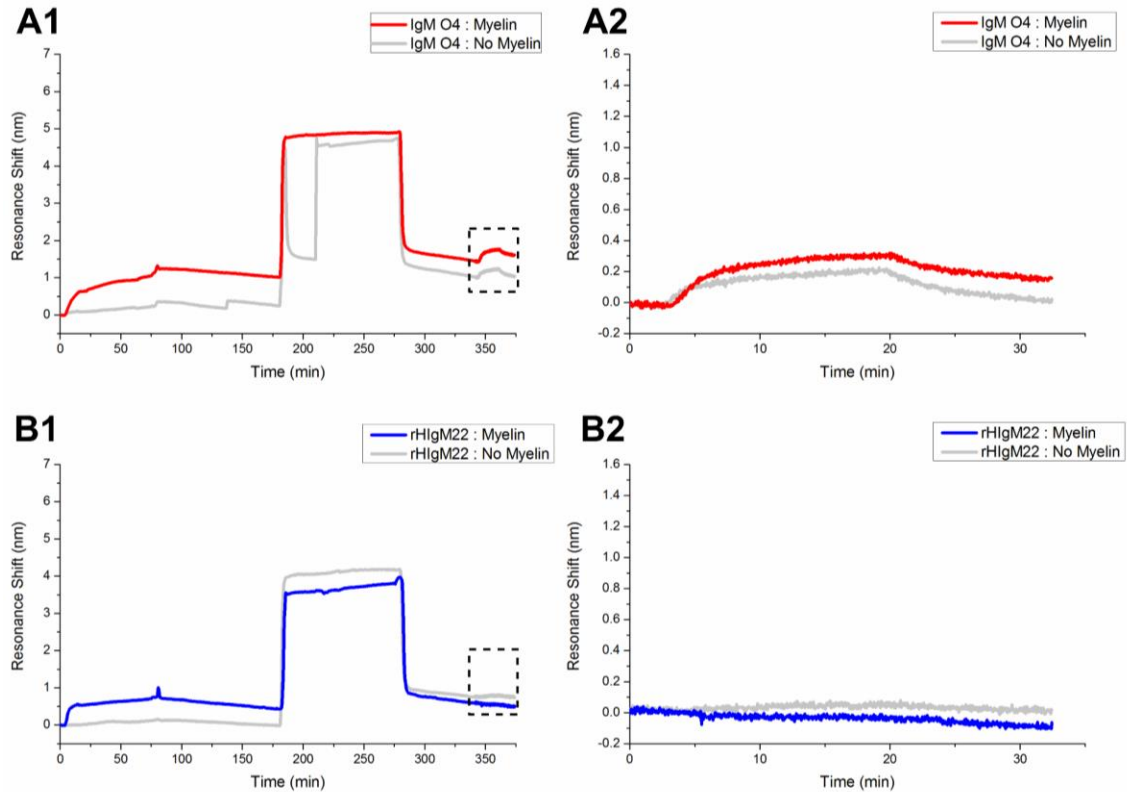 A1
IgM O4 : Myelin
IgM O4 : No Myelin
Resonance Shift (nm)
7
6
5
4
3
2
1
0
0 50 100 150 200 250 300 350
Time (min)
A2
IgM O4 : Myelin
IgM O4 : No Myelin
Resonance Shift (nm)
1.6
1.4
1.2
1.0
0.8
0.6
0.4
0.2
0.0
-0.2
0 10 20 30
Time (min)
B1
rHIgM22 : Myelin
rHIgM22 : No Myelin
Resonance Shift (nm)
7
6
5
4
3
2
1
0
0 50 100 150 200 250 300 350
Time (min)
B2
rHIgM22 : Myelin
rHIgM22 : No Myelin
Resonance Shift (nm)
1.6
1.4
1.2
1.0
0.8
0.6
0.4
0.2
0.0
-0.2
0 10 20 30
Time (min)